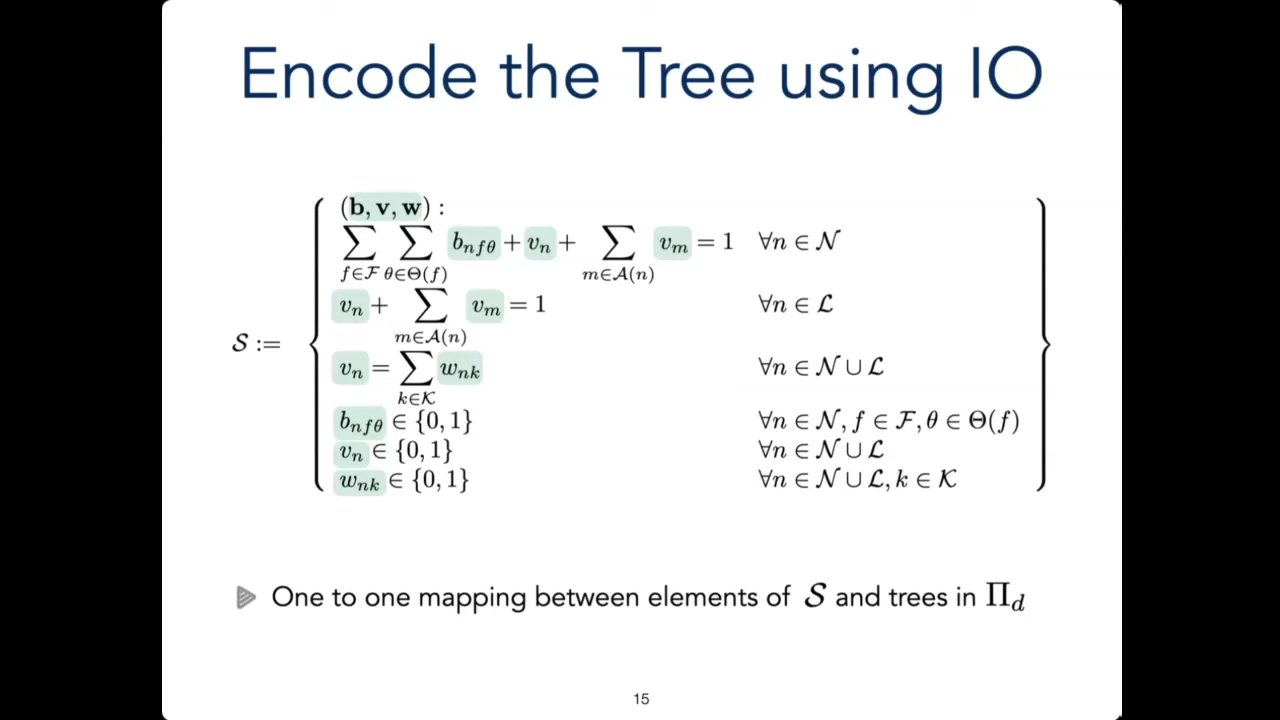 Encode the Tree using IO
(b, v, w) :
∑_{f∈F} ∑_{θ∈Θ(f)} b_{nfθ} + v_n + ∑_{m∈A(n)} v_m = 1 ∀n ∈ N
v_n + ∑_{m∈A(n)} v_m = 1 ∀n ∈ L
S := v_n = ∑_{k∈K} w_{nk} ∀n ∈ N ∪ L
b_{nfθ} ∈ {0, 1} ∀n ∈ N, f ∈ F, θ ∈ Θ(f)
v_n ∈ {0, 1} ∀n ∈ N ∪ L
w_{nk} ∈ {0, 1} ∀n ∈ N ∪ L, k ∈ K
One to one mapping between elements of S and trees in Π_d
15